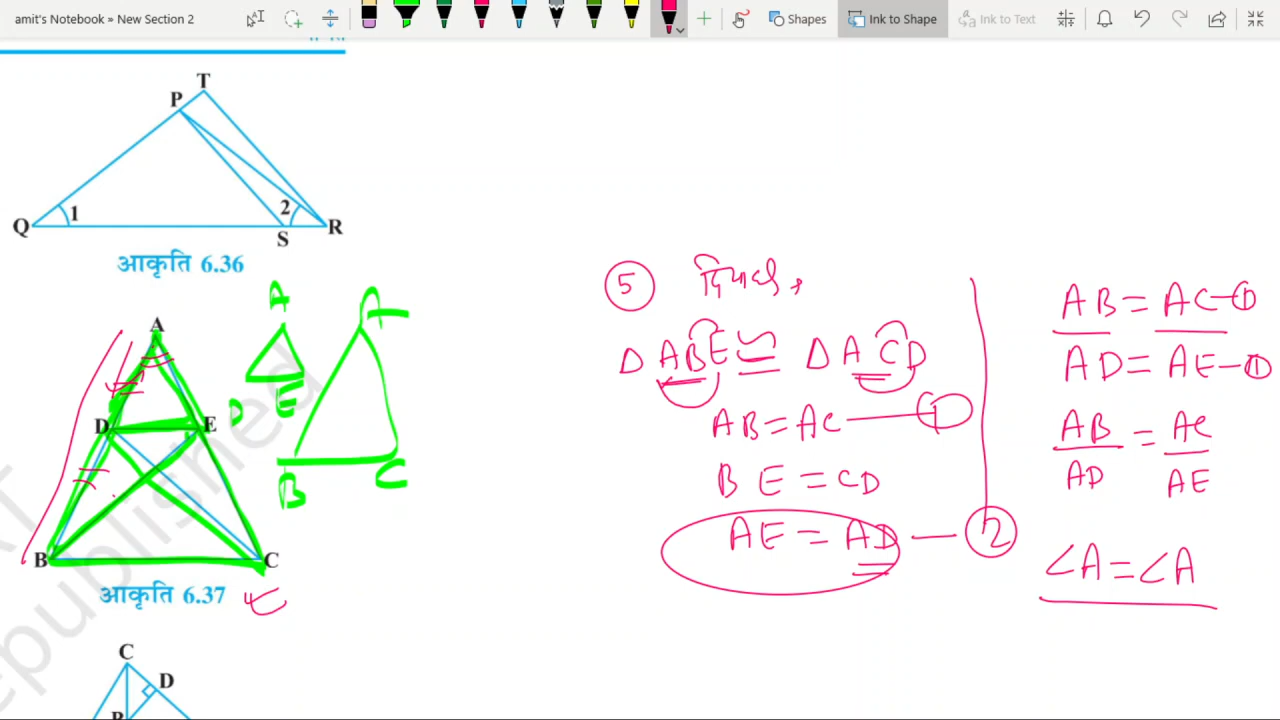 amit's Notebook » New Section 2
Shapes
Ink to Shape
Ink to Text
T
P
Q
1
2
S
R
आकृति 6.36
A
D
E
B
C
आकृति 6.37
A
D
E
A
B
C
5
Δ ABE ≅ Δ ACD
AB = AC — 1
BE = CD
AE = AD — 2
AB = AC – 1
AD = AE –
AB/AD = AC/AE
∠A = ∠A
C
D
republished